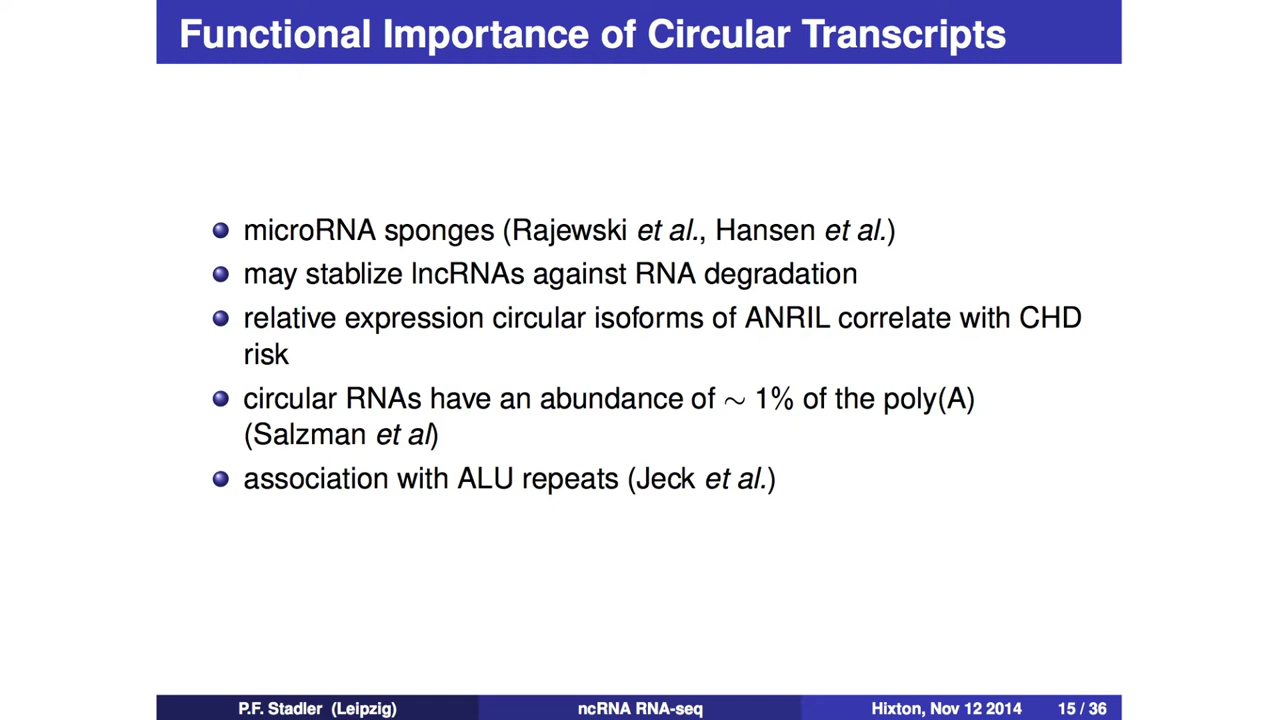 Functional Importance of Circular Transcripts
microRNA sponges (Rajewski et al., Hansen et al.)
may stablize lncRNAs against RNA degradation
relative expression circular isoforms of ANRIL correlate with CHD
risk
circular RNAs have an abundance of ∼ 1% of the poly(A)
(Salzman et al)
association with ALU repeats (Jeck et al.)
P.F. Stadler (Leipzig) ncRNA RNA-seq Hixton, Nov 12 2014 15 / 36